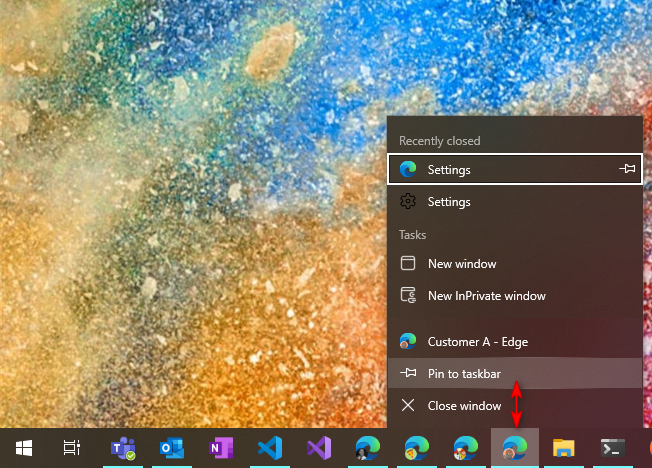 Recently closed
Settings
Settings
Tasks
New window
New InPrivate window
Customer A - Edge
Pin to taskbar
Close window